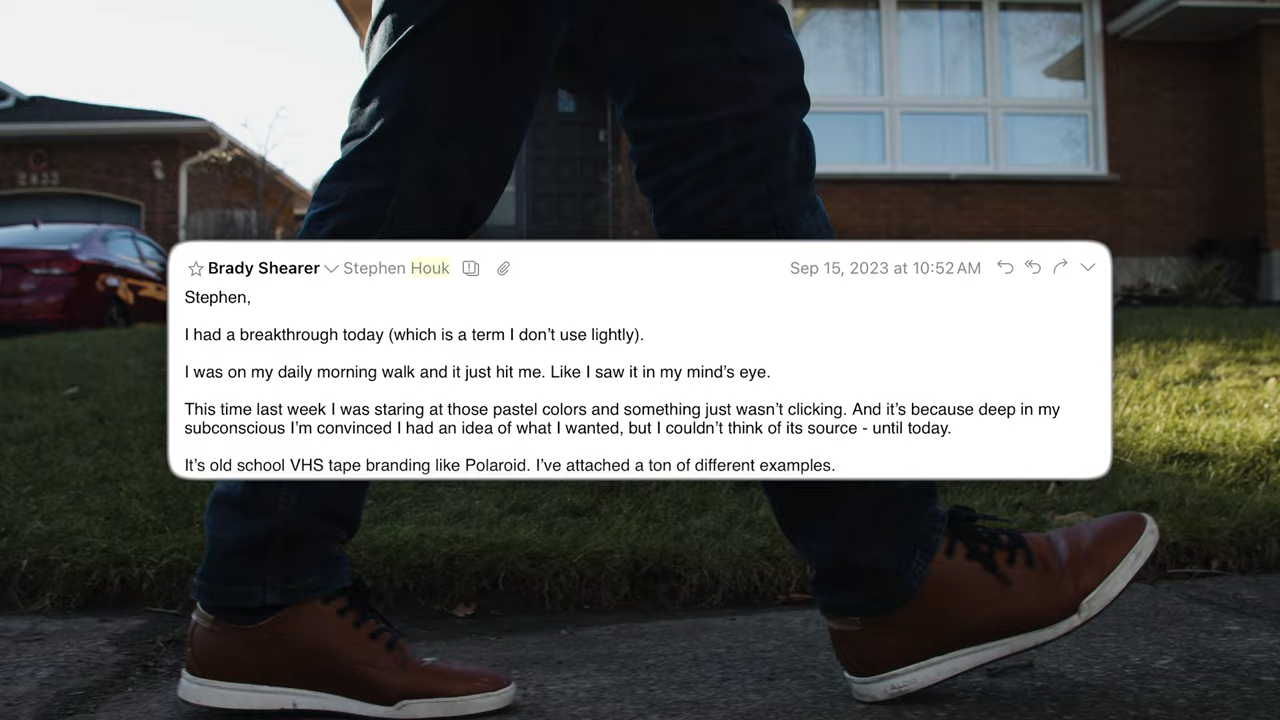 2833
Brady Shearer Stephen Houk Sep 15, 2023 at 10:52 AM
Stephen,
I had a breakthrough today (which is a term I don’t use lightly).
I was on my daily morning walk and it just hit me. Like I saw it in my mind’s eye.
This time last week I was staring at those pastel colors and something just wasn’t clicking. And it’s because deep in my
subconscious I’m convinced I had an idea of what I wanted, but I couldn’t think of its source - until today.
It’s old school VHS tape branding like Polaroid. I’ve attached a ton of different examples.
ALDO